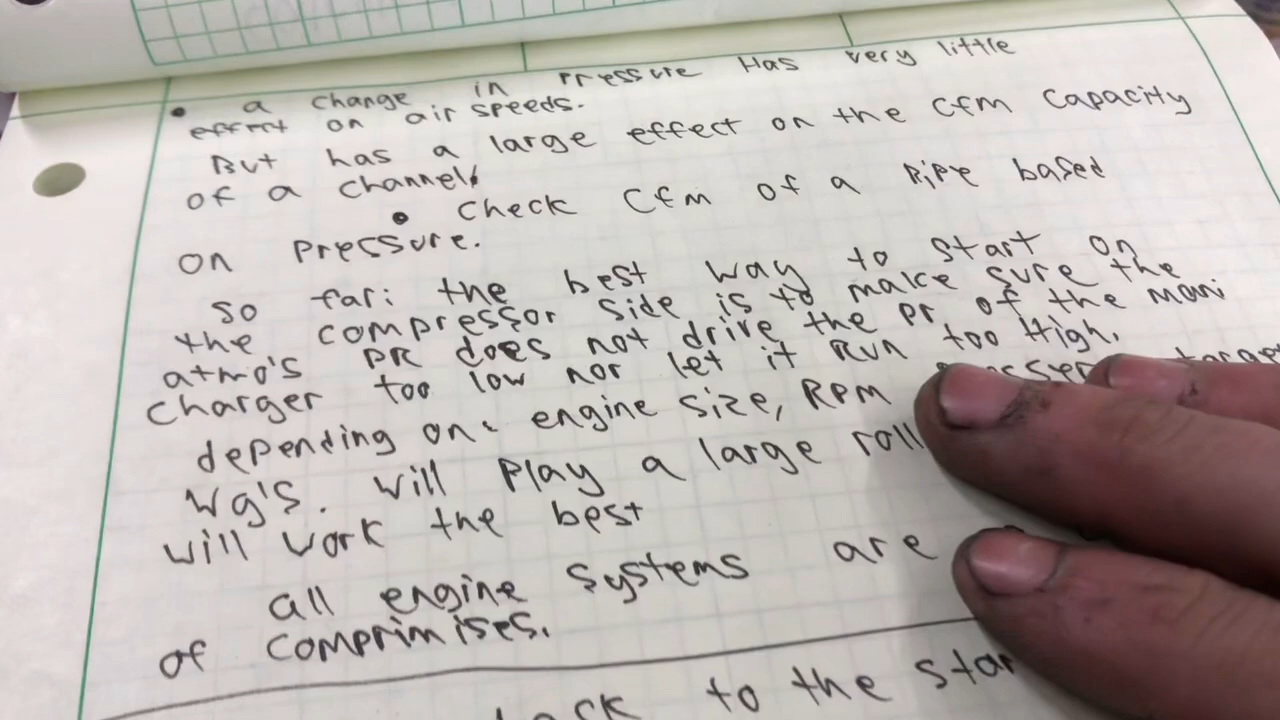 • a change in Pressure Has very little
effect on air speeds.
But has a large effect on the cfm capacity
of a channel.
• check cfm of a Pipe based
on pressure.
so far: the best way to start on
the compressor side is to make sure the
atmo's PR does not drive the pr of the mani
charger too low nor let it Run too High.
depending on: engine size, RPM
Wg's. will play a large roll
will work the best
all engine systems are
of comprimises.
to the star